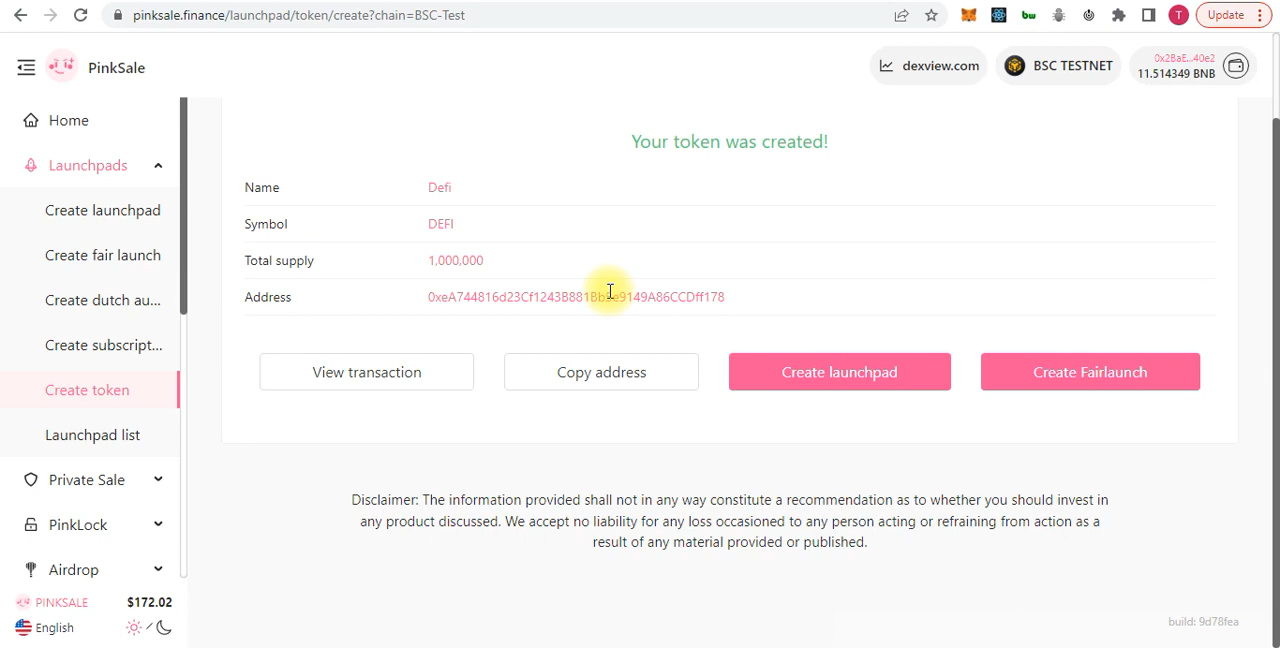 pinksale.finance/launchpad/token/create?chain=BSC-Test
bw
T
Update
PinkSale
dexview.com
BSC TESTNET
0x2BaE...40e2
11.514349 BNB
Home
Launchpads
Create launchpad
Create fair launch
Create dutch au...
Create subscript...
Create token
Launchpad list
Private Sale
PinkLock
Airdrop
PINKSALE $172.02
English
Your token was created!
Name Defi
Symbol DEFI
Total supply 1,000,000
Address
View transaction
Copy address
Create launchpad
Create Fairlaunch
Disclaimer: The information provided shall not in any way constitute a recommendation as to whether you should invest in
any product discussed. We accept no liability for any loss occasioned to any person acting or refraining from action as a
result of any material provided or published.
build: 9d78fea